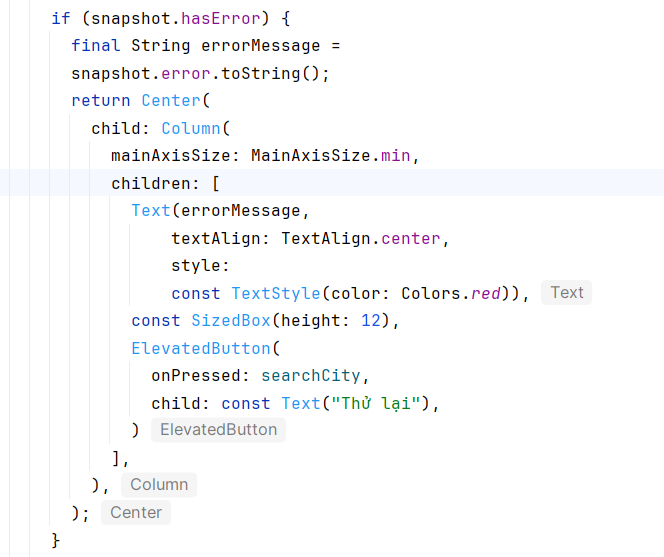 if (snapshot.hasError) {
final String errorMessage =
snapshot.error.toString();
return Center(
child: Column(
mainAxisSize: MainAxisSize.min,
children: [
Text(errorMessage,
textAlign: TextAlign.center,
style:
const TextStyle(color: Colors.red)), Text
const SizedBox(height: 12),
ElevatedButton(
onPressed: searchCity,
child: const Text("Thử lại"),
) ElevatedButton
],
), Column
); Center
}